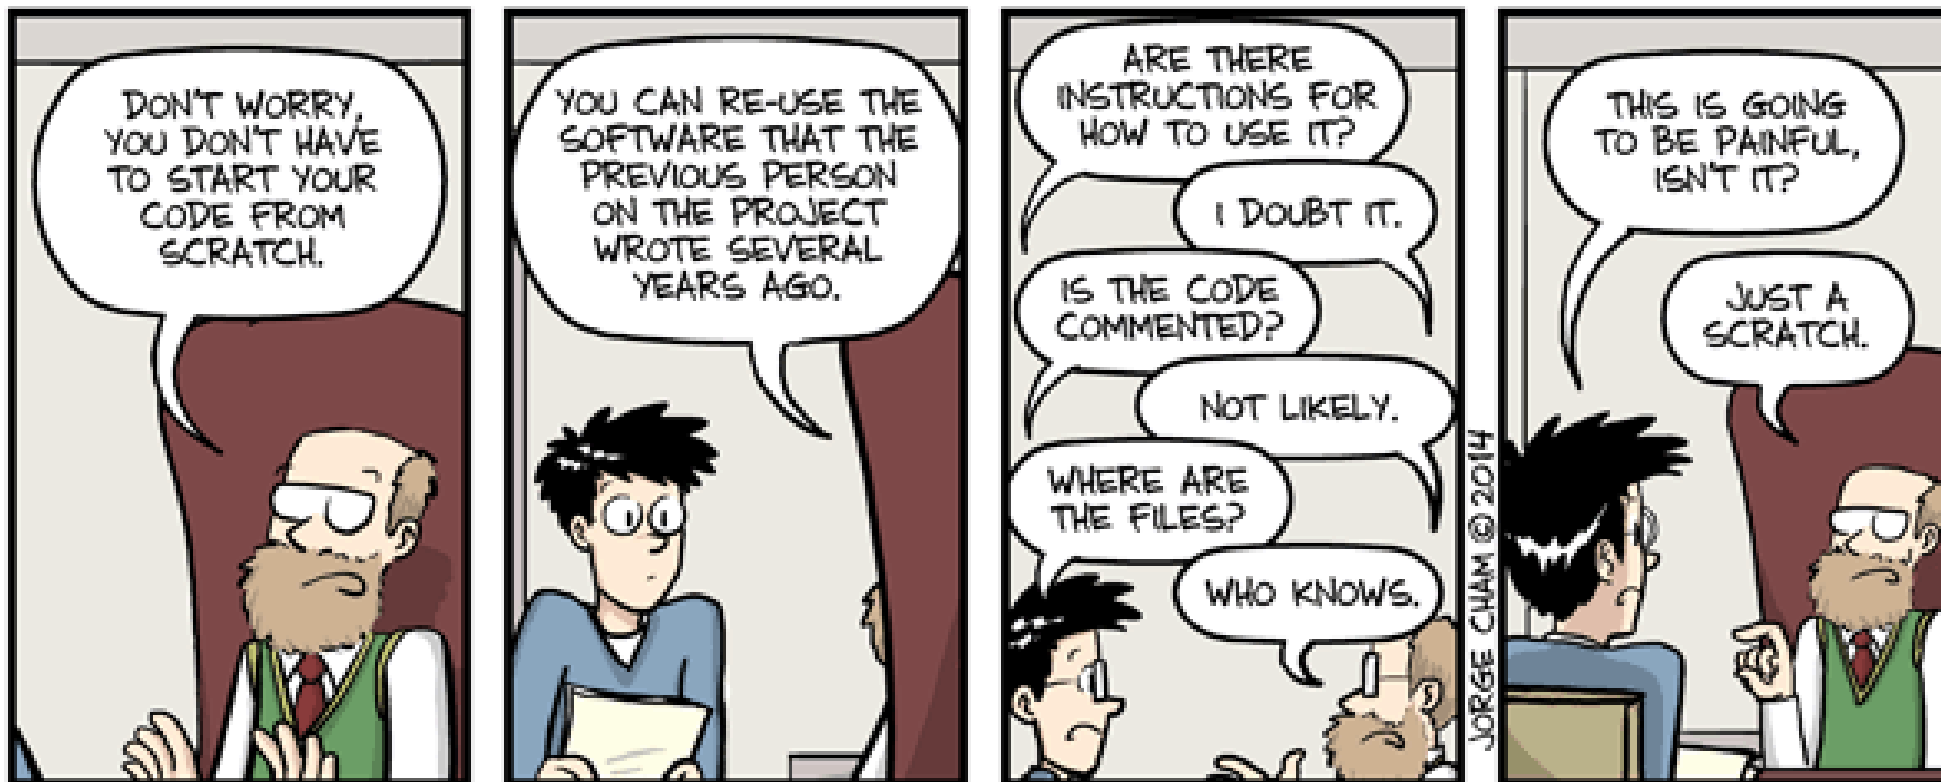 DON'T WORRY,
YOU DON'T HAVE
TO START YOUR
CODE FROM
SCRATCH.
YOU CAN RE-USE THE
SOFTWARE THAT THE
PREVIOUS PERSON
ON THE PROJECT
WROTE SEVERAL
YEARS AGO.
ARE THERE
INSTRUCTIONS FOR
HOW TO USE IT?
I DOUBT IT.
IS THE CODE
COMMENTED?
NOT LIKELY.
WHERE ARE
THE FILES?
WHO KNOWS.
JORGE CHAM © 2014
THIS IS GOING
TO BE PAINFUL,
ISN'T IT?
JUST A
SCRATCH.